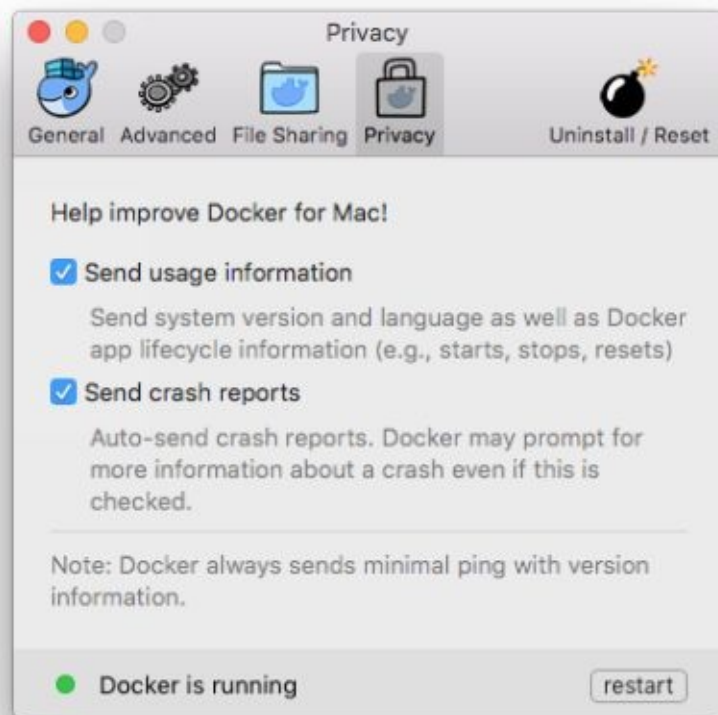 Privacy
General Advanced File Sharing Privacy Uninstall / Reset
Help improve Docker for Mac!
Send usage information
Send system version and language as well as Docker
app lifecycle information (e.g., starts, stops, resets)
Send crash reports
Auto-send crash reports. Docker may prompt for
more information about a crash even if this is
checked.
Note: Docker always sends minimal ping with version
information.
Docker is running restart